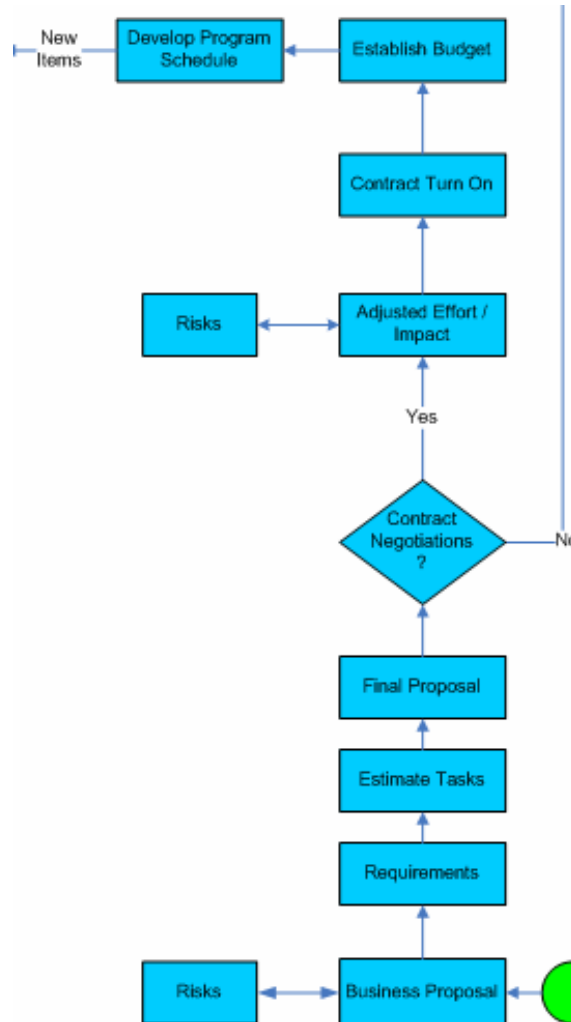 New
Items
Develop Program
Schedule
Establish Budget
Contract Turn On
Risks
Adjusted Effort /
Impact
Yes
Contract
Negotiations
?
Final Proposal
Estimate Tasks
Requirements
Risks
Business Proposal